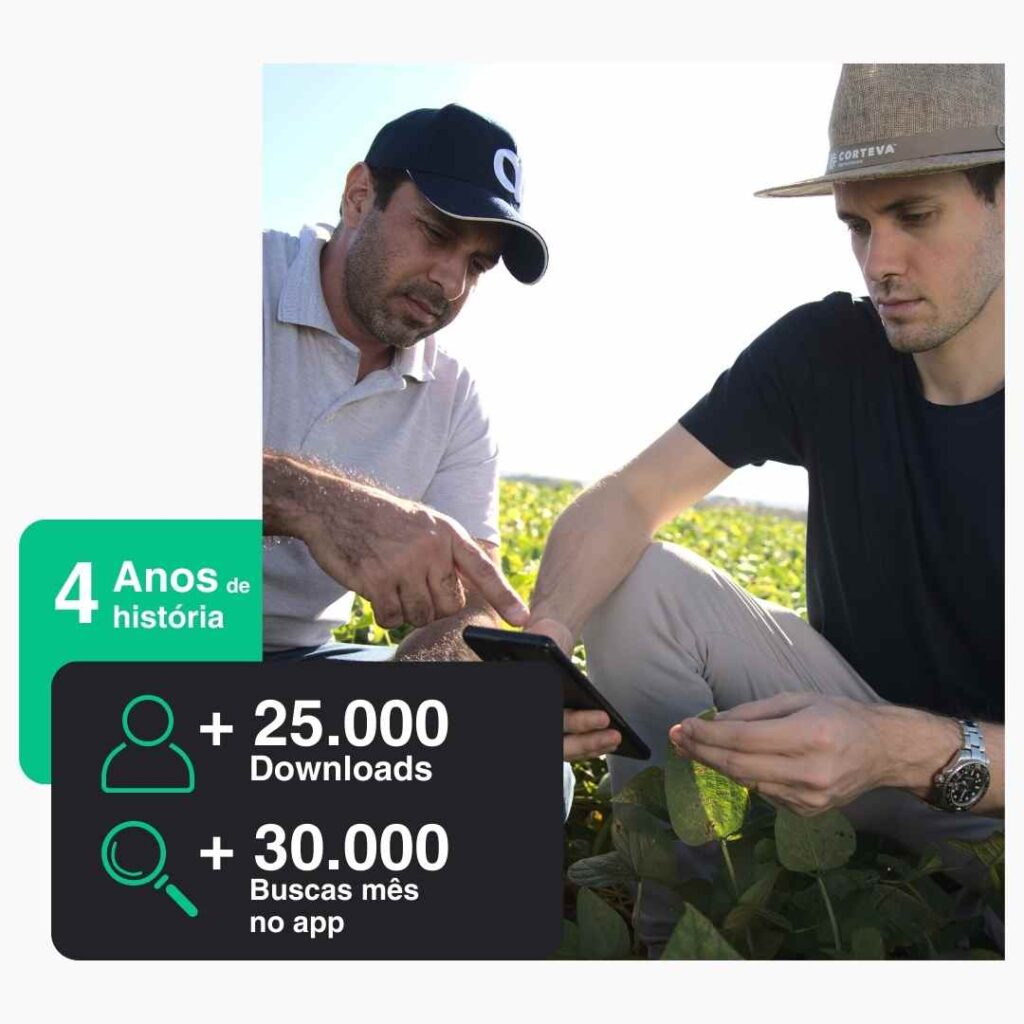 CORTEVA
4 Anos de
história
+ 25.000
Downloads
+ 30.000
Buscas mês
no app